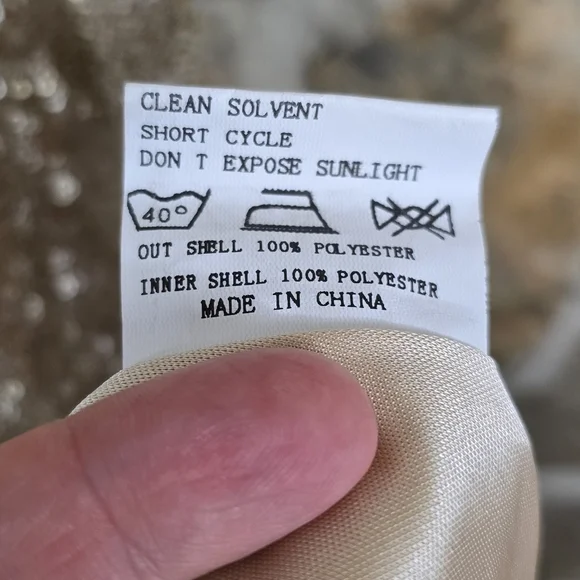 CLEAN SOLVENT
SHORT CYCLE
DON T EXPOSE SUNLIGHT
40°
OUT SHELL 100% POLYESTER
INNER SHELL 100% POLYESTER
MADE IN CHINA